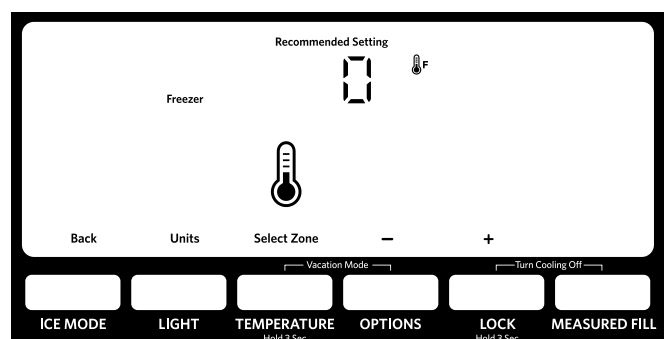 Recommended Setting
0 F
Freezer
Back Units Select Zone - +
Vacation Mode Turn Cooling Off
ICE MODE LIGHT TEMPERATURE OPTIONS LOCK MEASURED FILL
Hold 3 Sec Hold 3 Sec